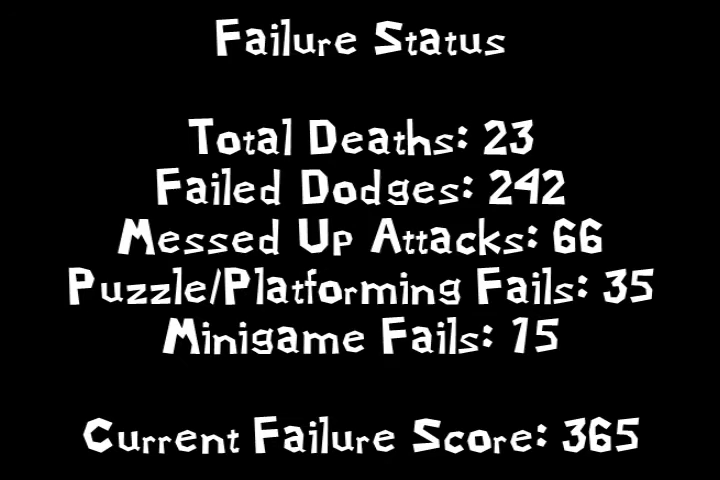 Failure Status
Total Deaths: 23
Failed Dodges: 242
Messed Up Attacks: 66
Puzzle/Platforming Fails: 35
Minigame Fails: 15
Current Failure Score: 365